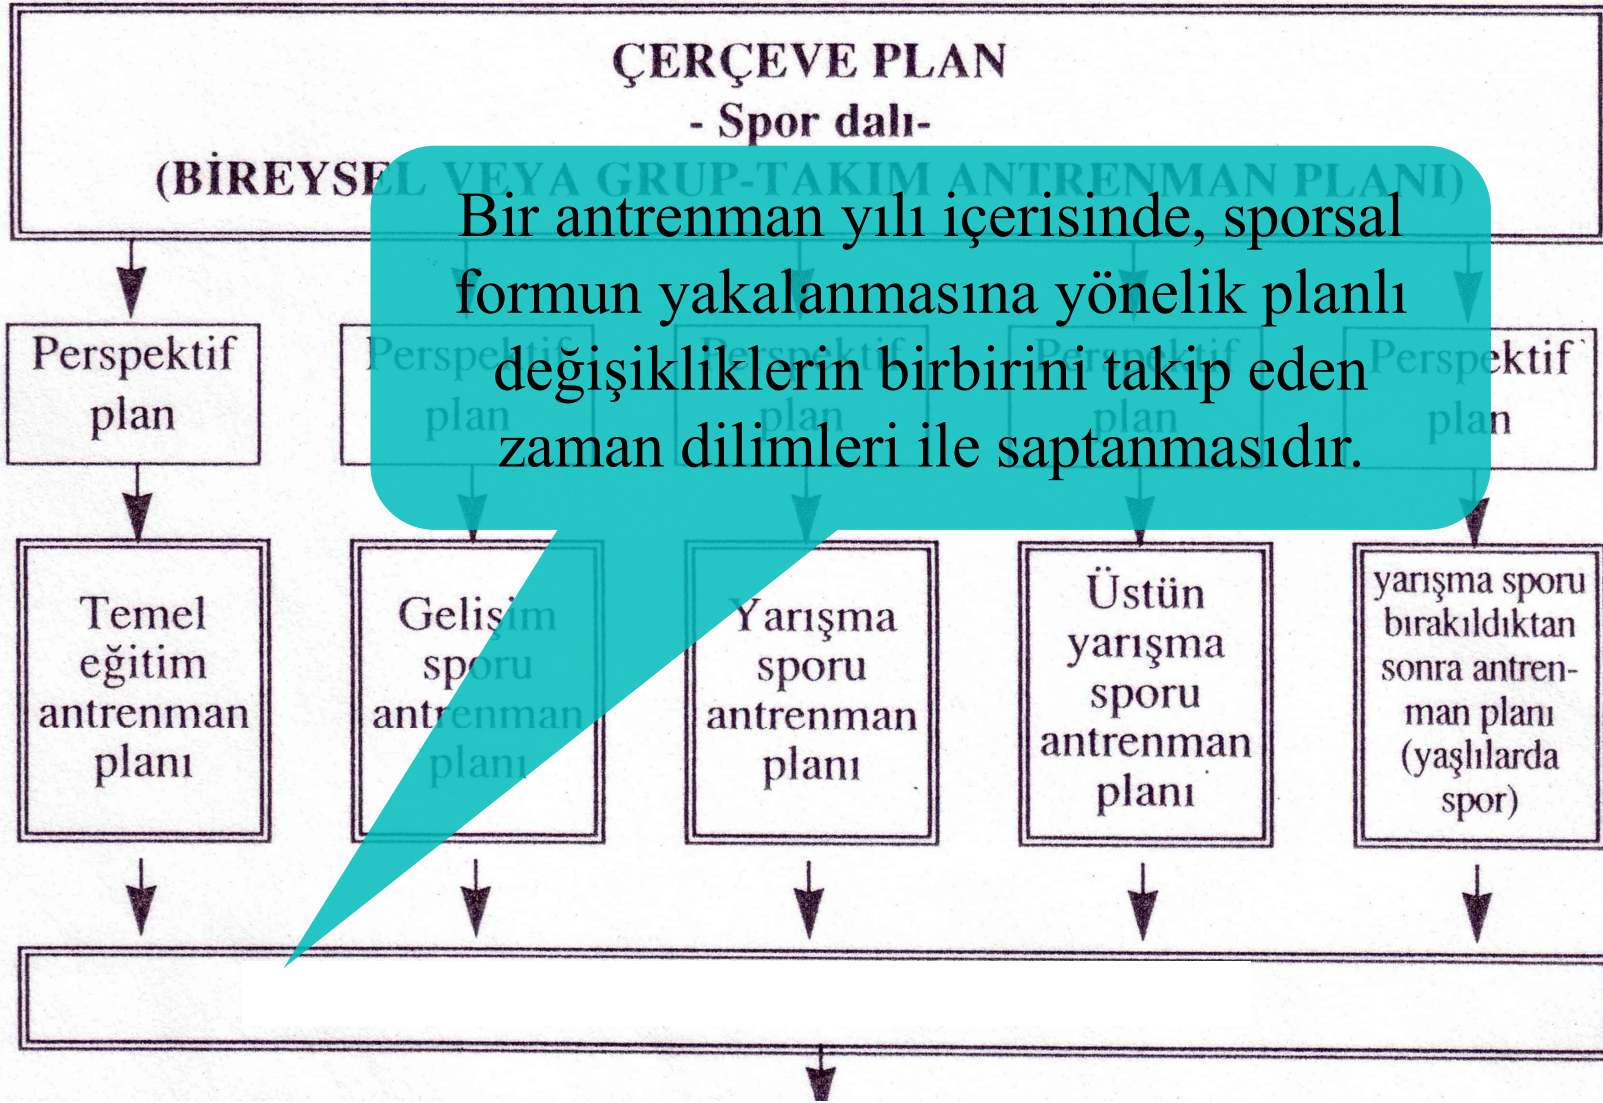 ÇERÇEVE PLAN
- Spor dalı-
(BİREYSEL VEYA GRUP-TAKIM ANTRENMAN PLANI)
Bir antrenman yılı içerisinde, sporsal
formun yakalanmasına yönelik planlı
değişikliklerin birbirini takip eden
zaman dilimleri ile saptanmasıdır.
Perspektif
plan
Perspektif
plan
Perspektif
plan
Perspektif
plan
Perspektif
plan
Temel
eğitim
antrenman
planı
Gelişim
sporu
antrenman
planı
Yarışma
sporu
antrenman
planı
Üstün
yarışma
sporu
antrenman
planı
yarışma sporu
bırakıldıktan
sonra antren-
man planı
(yaşlılarda
spor)